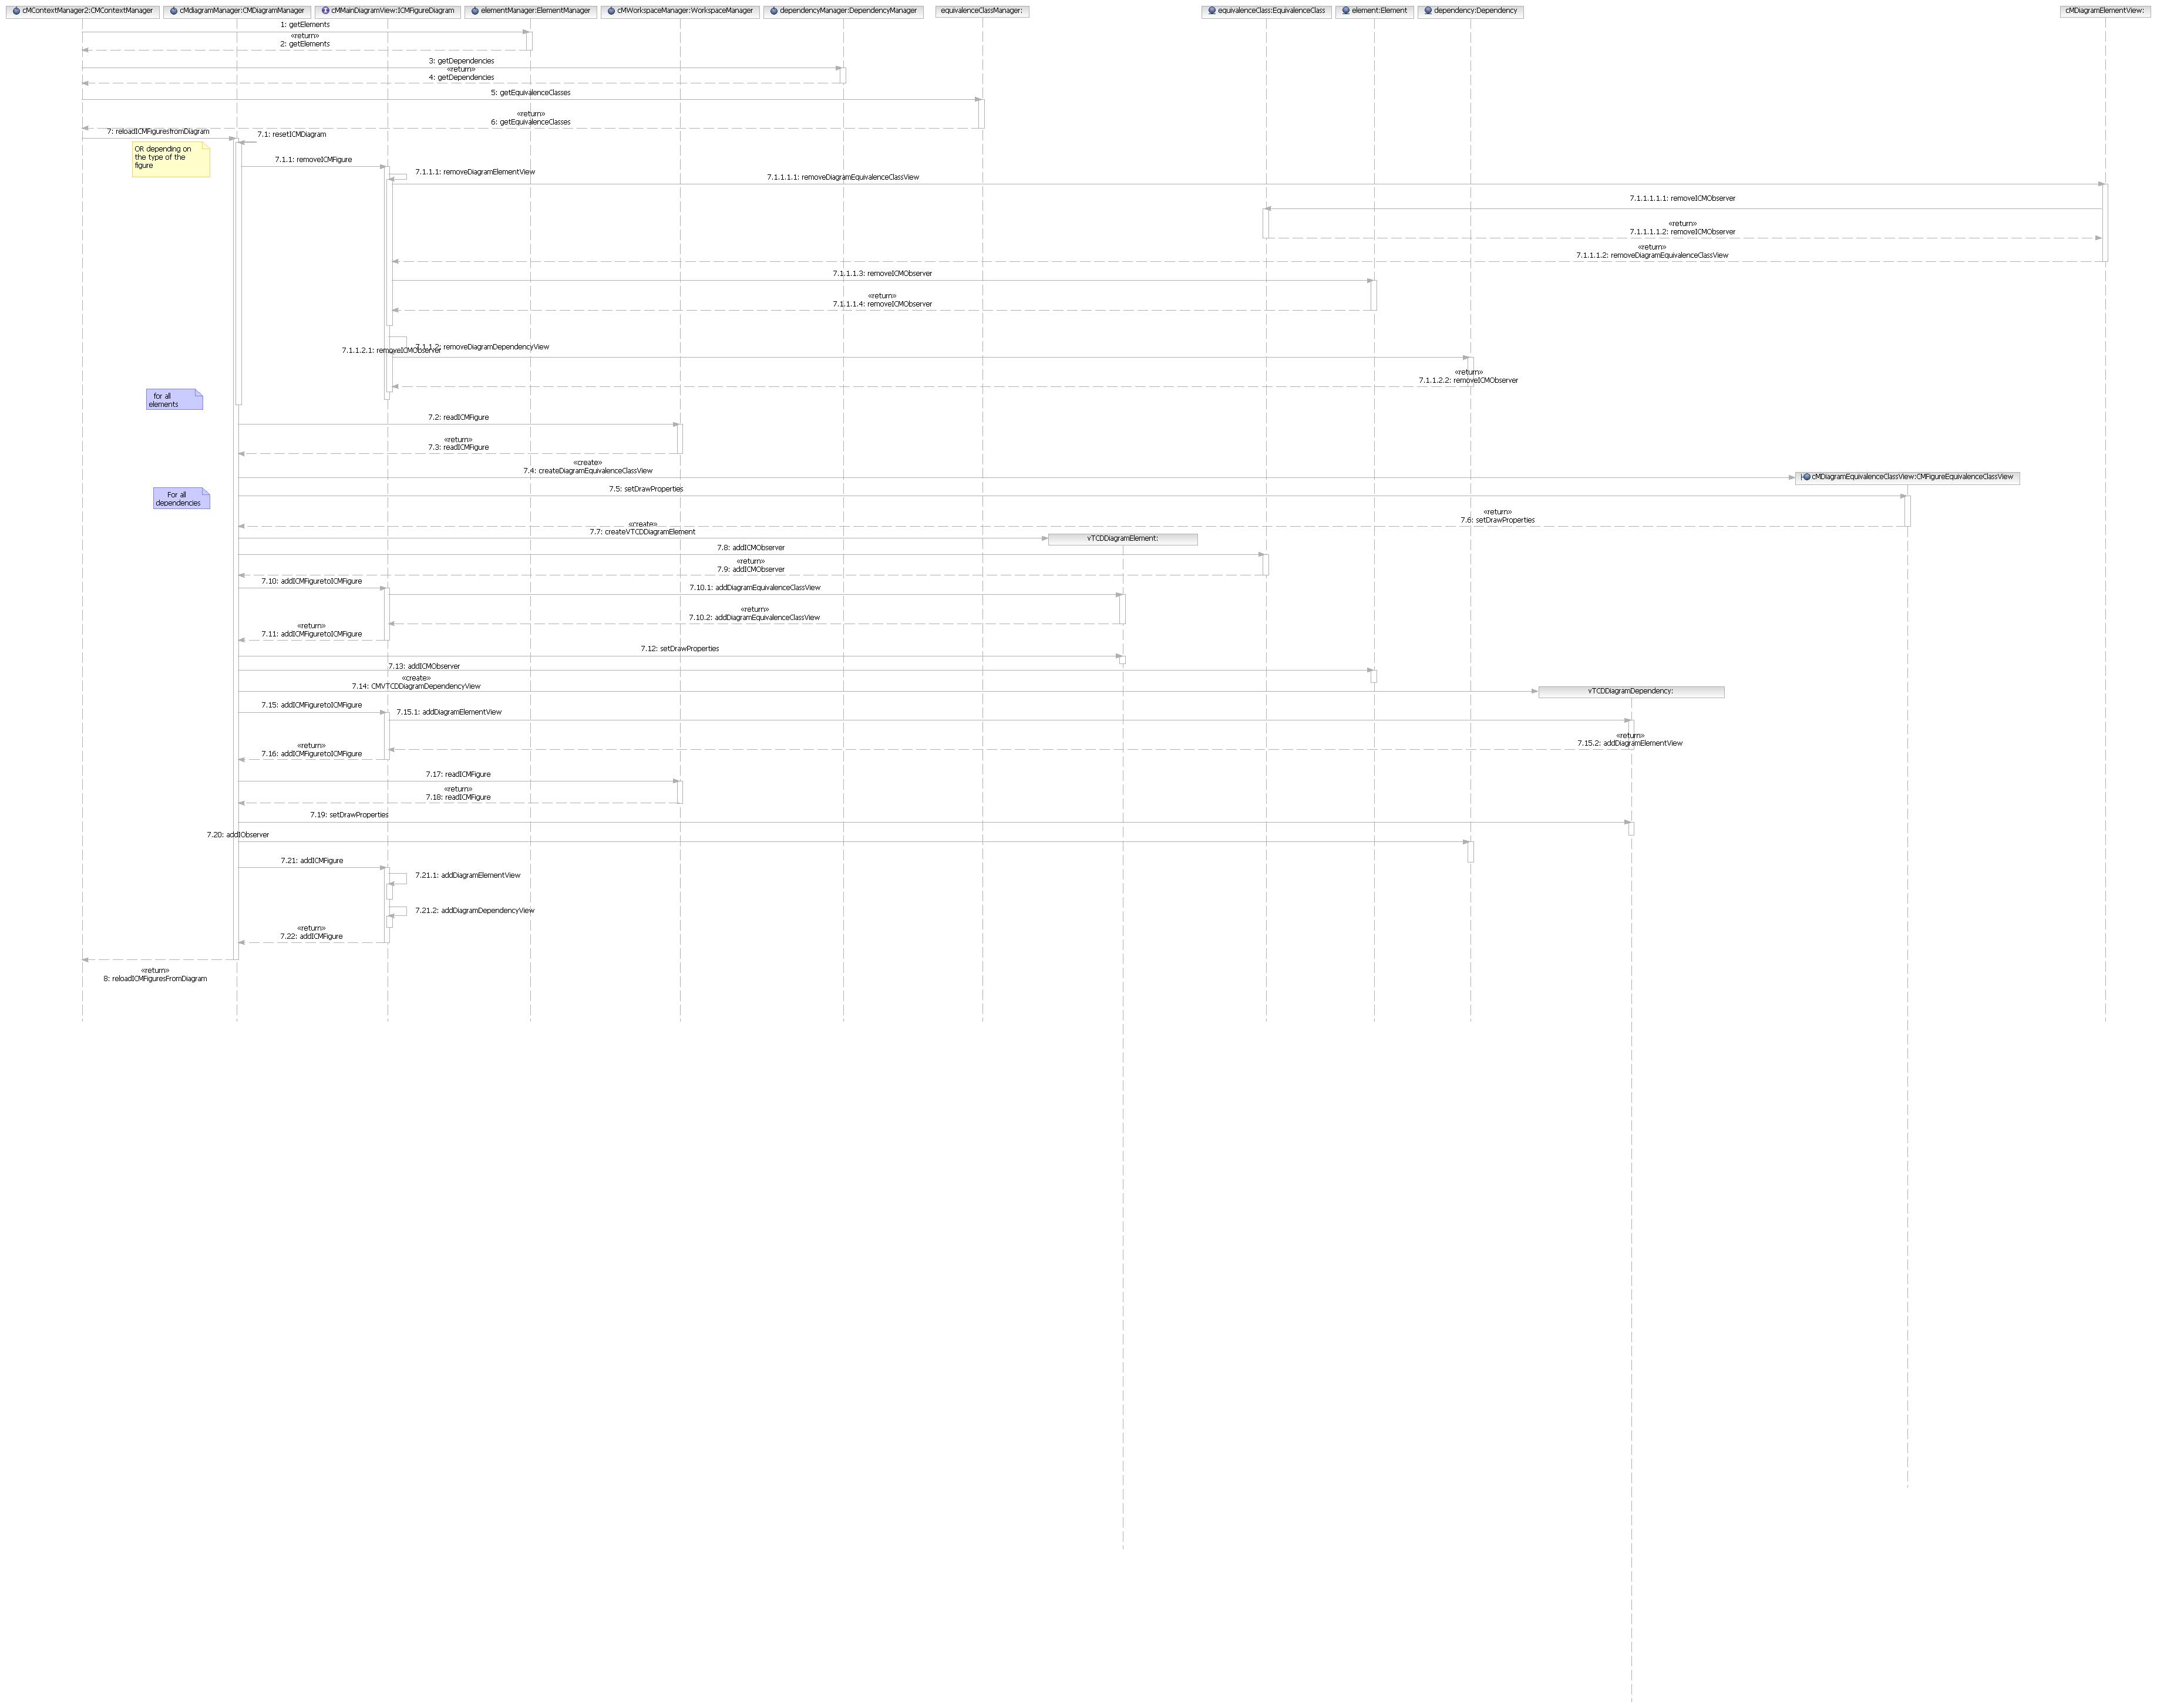 cMContextManager2:CMContextManager
cMdiagramManager:CMDiagramManager
cMMainDiagramView:ICMFigureDiagram
elementManager:ElementManager
cMWorkspaceManager:WorkspaceManager
dependencyManager:DependencyManager
equivalenceClassManager:
equivalenceClass:EquivalenceClass
element:Element
dependency:Dependency
cMDiagramElementView:
1: getElements
«return»
2: getElements
3: getDependencies
«return»
4: getDependencies
5: getEquivalenceClasses
«return»
6: getEquivalenceClasses
7: reloadICMFiguresfromDiagram
7.1: resetICMDiagram
OR depending on
the type of the
figure
7.1.1: removeICMFigure
7.1.1.1: removeDiagramElementView
7.1.1.1.1: removeDiagramEquivalenceClassView
7.1.1.1.1.1: removeICMObserver
«return»
7.1.1.1.1.2: removeICMObserver
«return»
7.1.1.1.2: removeDiagramEquivalenceClassView
7.1.1.1.3: removeICMObserver
«return»
7.1.1.1.4: removeICMObserver
7.1.1.2: removeDiagramDependencyView
7.1.1.2.1: removeICMObserver
«return»
7.1.1.2.2: removeICMObserver
for all
elements
7.2: readICMFigure
«return»
7.3: readICMFigure
«create»
7.4: createDiagramEquivalenceClassView
cMDiagramEquivalenceClassView:CMFigureEquivalenceClassView
For all
dependencies
7.5: setDrawProperties
«return»
7.6: setDrawProperties
«create»
7.7: createVTCDDiagramElement
vTCDDiagramElement:
7.8: addICMObserver
«return»
7.9: addICMObserver
7.10: addICMFiguretoICMFigure
7.10.1: addDiagramEquivalenceClassView
«return»
7.10.2: addDiagramEquivalenceClassView
«return»
7.11: addICMFiguretoICMFigure
7.12: setDrawProperties
7.13: addICMObserver
«create»
7.14: CMVTCDDiagramDependencyView
vTCDDiagramDependency:
7.15: addICMFiguretoICMFigure
7.15.1: addDiagramElementView
«return»
7.15.2: addDiagramElementView
«return»
7.16: addICMFiguretoICMFigure
7.17: readICMFigure
«return»
7.18: readICMFigure
7.19: setDrawProperties
7.20: addIObserver
7.21: addICMFigure
7.21.1: addDiagramElementView
7.21.2: addDiagramDependencyView
«return»
7.22: addICMFigure
«return»
8: reloadICMFiguresFromDiagram